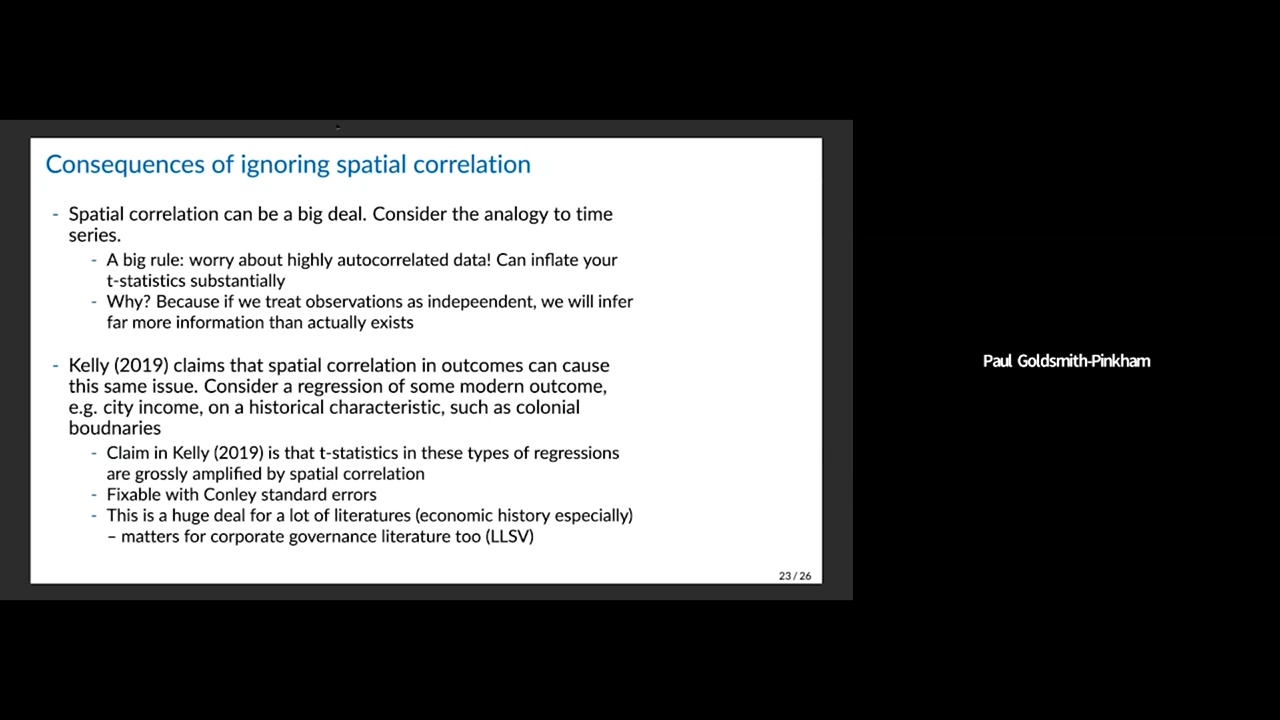 Consequences of ignoring spatial correlation
- Spatial correlation can be a big deal. Consider the analogy to time
series.
- A big rule: worry about highly autocorrelated data! Can inflate your
t-statistics substantially
- Why? Because if we treat observations as indepeendent, we will infer
far more information than actually exists
- Kelly (2019) claims that spatial correlation in outcomes can cause
this same issue. Consider a regression of some modern outcome,
e.g. city income, on a historical characteristic, such as colonial
boudnaries
- Claim in Kelly (2019) is that t-statistics in these types of regressions
are grossly amplified by spatial correlation
- Fixable with Conley standard errors
- This is a huge deal for a lot of literatures (economic history especially)
– matters for corporate governance literature too (LLSV)
23 / 26
Paul Goldsmith-Pinkham